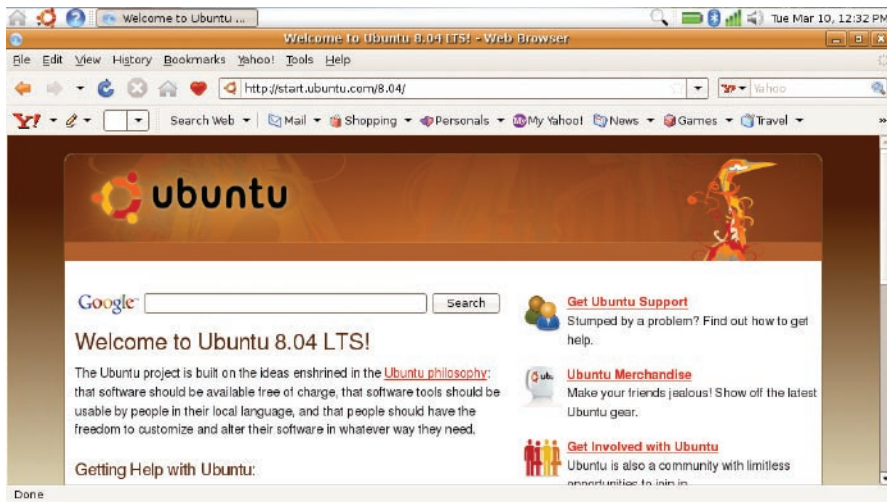 Welcome to Ubuntu ...
Tue Mar 10, 12:32 PM
Welcome to Ubuntu 8.04 LTS! - Web Browser
File Edit View History Bookmarks Yahoo! Tools Help
http://start.ubuntu.com/8.04/
Yahoo
Y! Search Web Mail Shopping Personals My Yahoo! News Games Travel »
ubuntu
Google Search
Welcome to Ubuntu 8.04 LTS!
The Ubuntu project is built on the ideas enshrined in the Ubuntu philosophy:
that software should be available free of charge, that software tools should be
usable by people in their local language, and that people should have the
freedom to customize and alter their software in whatever way they need.
Getting Help with Ubuntu:
Get Ubuntu Support
Stumped by a problem? Find out how to get
help.
ubu.
Ubuntu Merchandise
Make your friends jealous! Show off the latest
Ubuntu gear.
Get Involved with Ubuntu
Ubuntu is also a community with limitless
opportunities to join in
Done